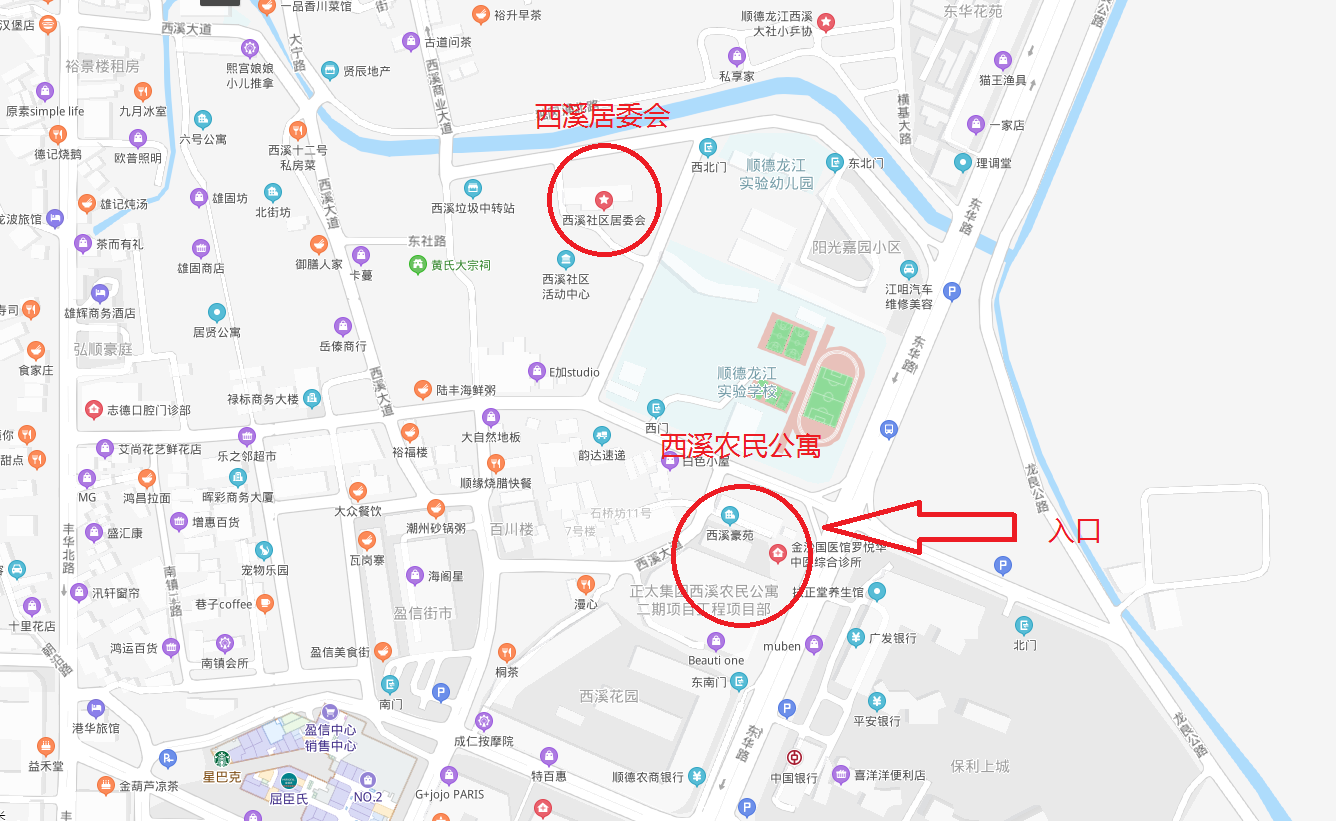 一品香川菜馆
裕升早茶
顺德龙江西溪
大社小乒协
东华花苑
龙良公路
汉堡店
西溪大道
大宁路
古道问茶
裕景楼租房
熙宫娘娘
小儿推拿
贤辰地产
西溪商业大道
私享家
猫王渔具
原素simple life
九月冰室
西溪居委会
横基大路
一家店
六号公寓
德记烧鹅
欧普照明
西溪十二号
私房菜
西北门
顺德龙江
实验幼儿园
东北门
理调堂
雄记炖汤
雄固坊
北街坊
西溪大道
西溪垃圾中转站
西溪社区居委会
东华路
龙波旅馆
茶而有礼
东社路
阳光嘉园小区
雄固商店
御膳人家
卡蔓
黄氏大宗祠
西溪社区
活动中心
江咀汽车
维修美容
P
雄辉商务酒店
寿司
居贤公寓
岳傣商行
弘顺豪庭
食家庄
东华路
E加studio
顺德龙江
实验学校
西溪大道
陆丰海鲜粥
禄标商务大楼
志德口腔门诊部
大自然地板
西门
艾尚花艺鲜花店
乐之邻超市
裕福楼
韵达速递
西溪农民公寓
白色小屋
甜点
顺缘烧腊快餐
MG
鸿昌拉面
晖彩商务大厦
龙良公路
大众餐饮
潮州砂锅粥
石桥坊11号
百川楼
7号楼
西溪豪苑
入口
丰华北路
盛汇康
增惠百货
瓦岗寨
西溪大道
金沙国医馆罗悦华
中医综合诊所
宠物乐园
海阁星
P
汛轩窗帘
南镇二路
巷子coffee
漫心
正太集团西溪农民公寓
二期项目工程项目部
扶正堂养生馆
十里花店
盈信街市
鸿运百货
南镇会所
盈信美食街
桐茶
Beauti one
muben
广发银行
北门
朝阳路
南门
P
西溪花园
东南门
港华旅馆
盈信中心
销售中心
成仁按摩院
P
平安银行
东华路
龙良公路
益禾堂
星巴克
金葫芦凉茶
屈臣氏
NO.2
G+jojo PARIS
特百惠
顺德农商银行
中国银行
喜洋洋便利店
保利上城
P